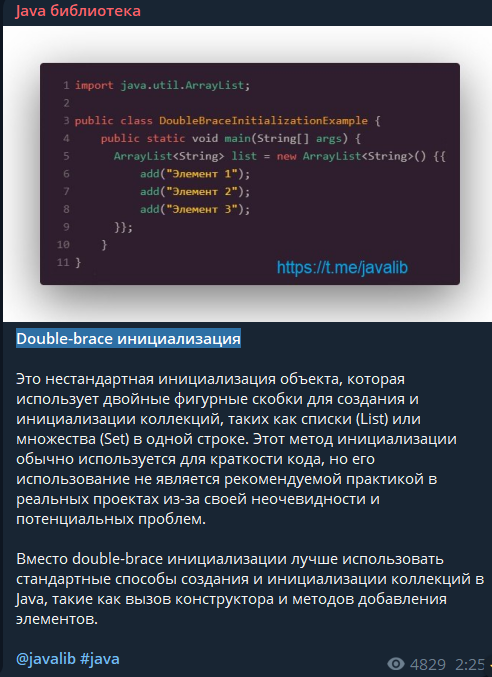 Java библиотека
1 import java.util.ArrayList;
2
3 public class DoubleBraceInitializationExample {
4 public static void main(String[] args) {
5 ArrayList<String> list = new ArrayList<String>() {{
6 add("Элемент 1");
7 add("Элемент 2");
8 add("Элемент 3");
9 }};
10 }
11 }
https://t.me/javalib
Double-brace инициализация
Это нестандартная инициализация объекта, которая
использует двойные фигурные скобки для создания и
инициализации коллекций, таких как списки (List) или
множества (Set) в одной строке. Этот метод инициализации
обычно используется для краткости кода, но его
использование не является рекомендуемой практикой в
реальных проектах из-за своей неочевидности и
потенциальных проблем.
Вместо double-brace инициализации лучше использовать
стандартные способы создания и инициализации коллекций в
Java, такие как вызов конструктора и методов добавления
элементов.
@javalib #java
4829 2:25